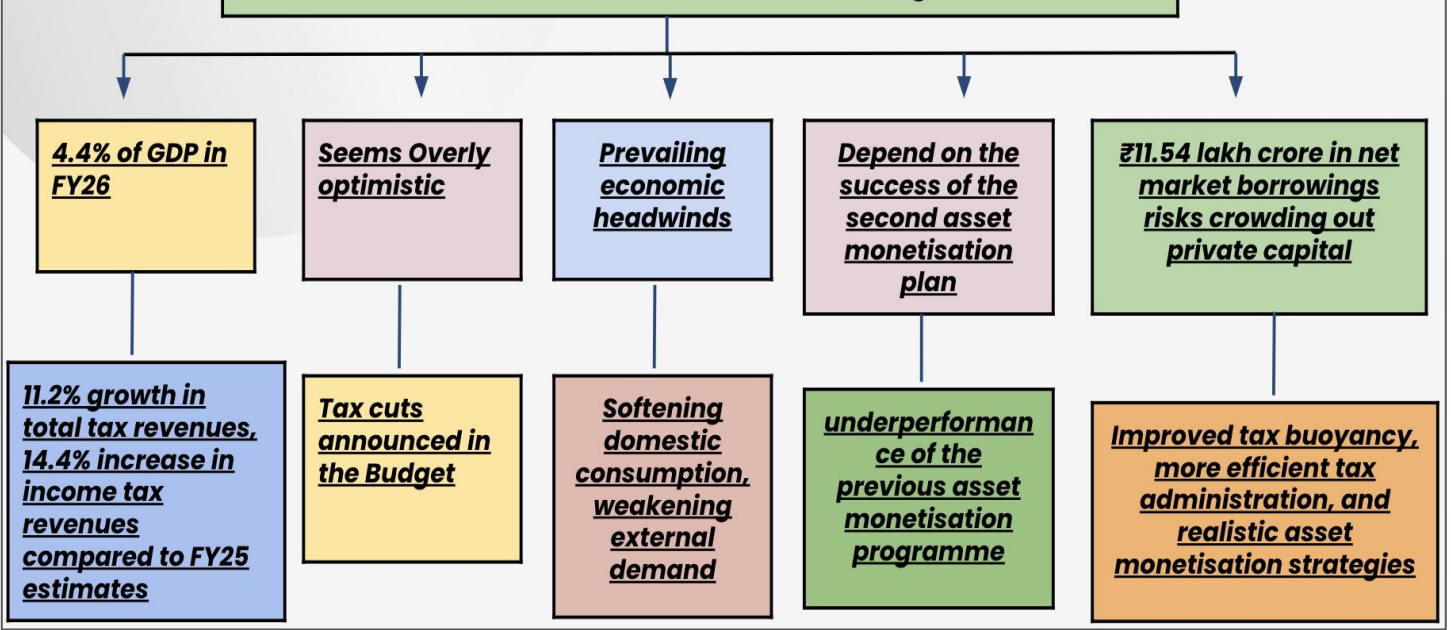 4.4% of GDP in
FY26
Seems Overly
optimistic
Prevailing
economic
headwinds
Depend on the
success of the
second asset
monetisation
plan
₹11.54 lakh crore in net
market borrowings
risks crowding out
private capital
11.2% growth in
total tax revenues,
14.4% increase in
income tax
revenues
compared to FY25
estimates
Tax cuts
announced in
the Budget
Softening
domestic
consumption,
weakening
external
demand
underperforman
ce of the
previous asset
monetisation
programme
Improved tax buoyancy,
more efficient tax
administration, and
realistic asset
monetisation strategies